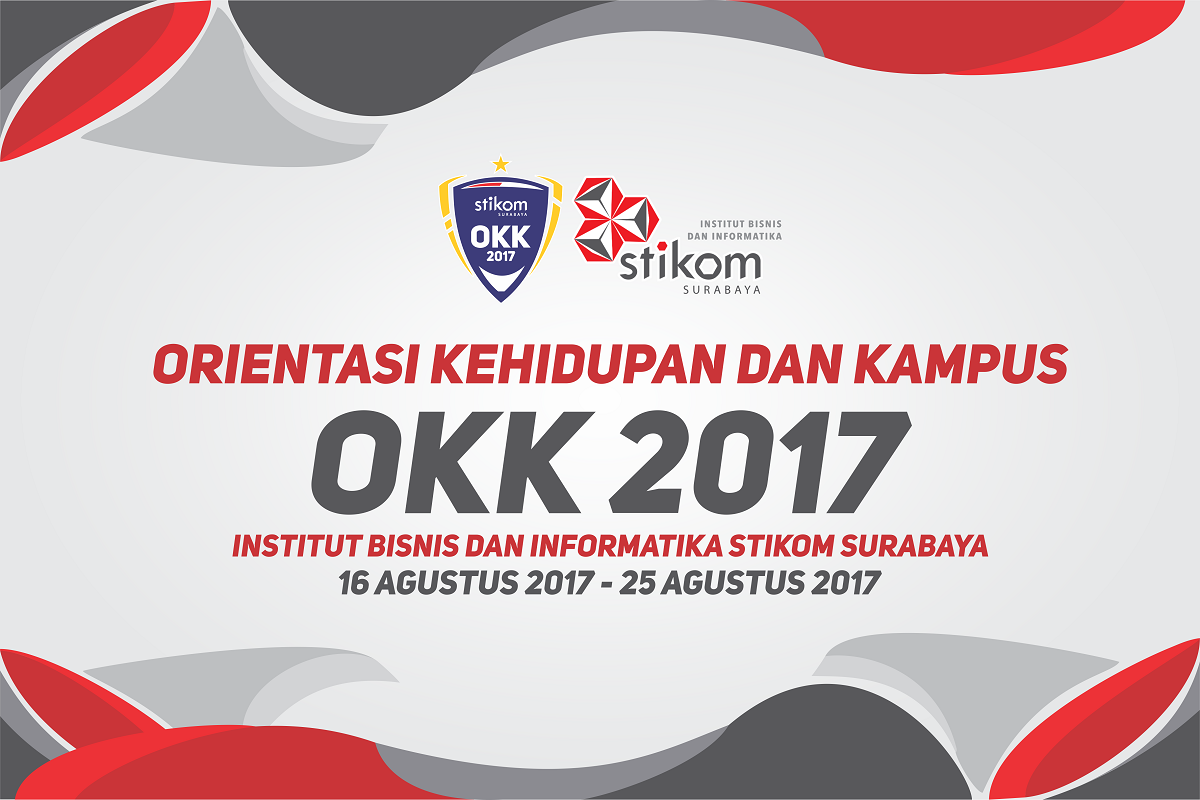 stikom
SURABAYA
OKK
2017
INSTITUT BISNIS
DAN INFORMATIKA
stikom
SURABAYA
ORIENTASI KEHIDUPAN DAN KAMPUS
OKK 2017
INSTITUT BISNIS DAN INFORMATIKA STIKOM SURABAYA
16 AGUSTUS 2017 - 25 AGUSTUS 2017